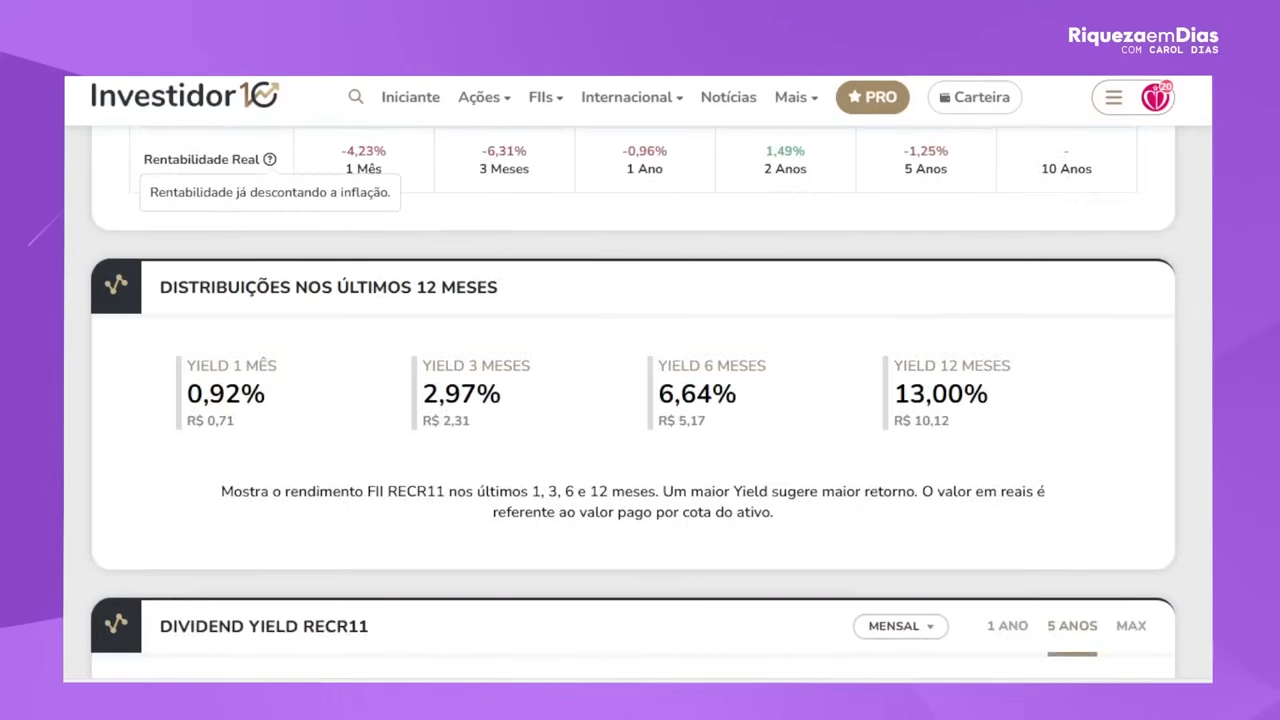 RiquezaemDias
COM CAROL DIAS
Investidor 10
Iniciante Ações FIIs Internacional Notícias Mais PRO Carteira
20
-4,23% -6,31% -0,96% 1,49% -1,25% -
Rentabilidade Real ?
1 Mês 3 Meses 1 Ano 2 Anos 5 Anos 10 Anos
Rentabilidade já descontando a inflação.
DISTRIBUIÇÕES NOS ÚLTIMOS 12 MESES
YIELD 1 MÊS YIELD 3 MESES YIELD 6 MESES YIELD 12 MESES
0,92% 2,97% 6,64% 13,00%
R$ 0,71 R$ 2,31 R$ 5,17 R$ 10,12
Mostra o rendimento FII RECR11 nos últimos 1, 3, 6 e 12 meses. Um maior Yield sugere maior retorno. O valor em reais é
referente ao valor pago por cota do ativo.
DIVIDEND YIELD RECR11 MENSAL 1 ANO 5 ANOS MAX